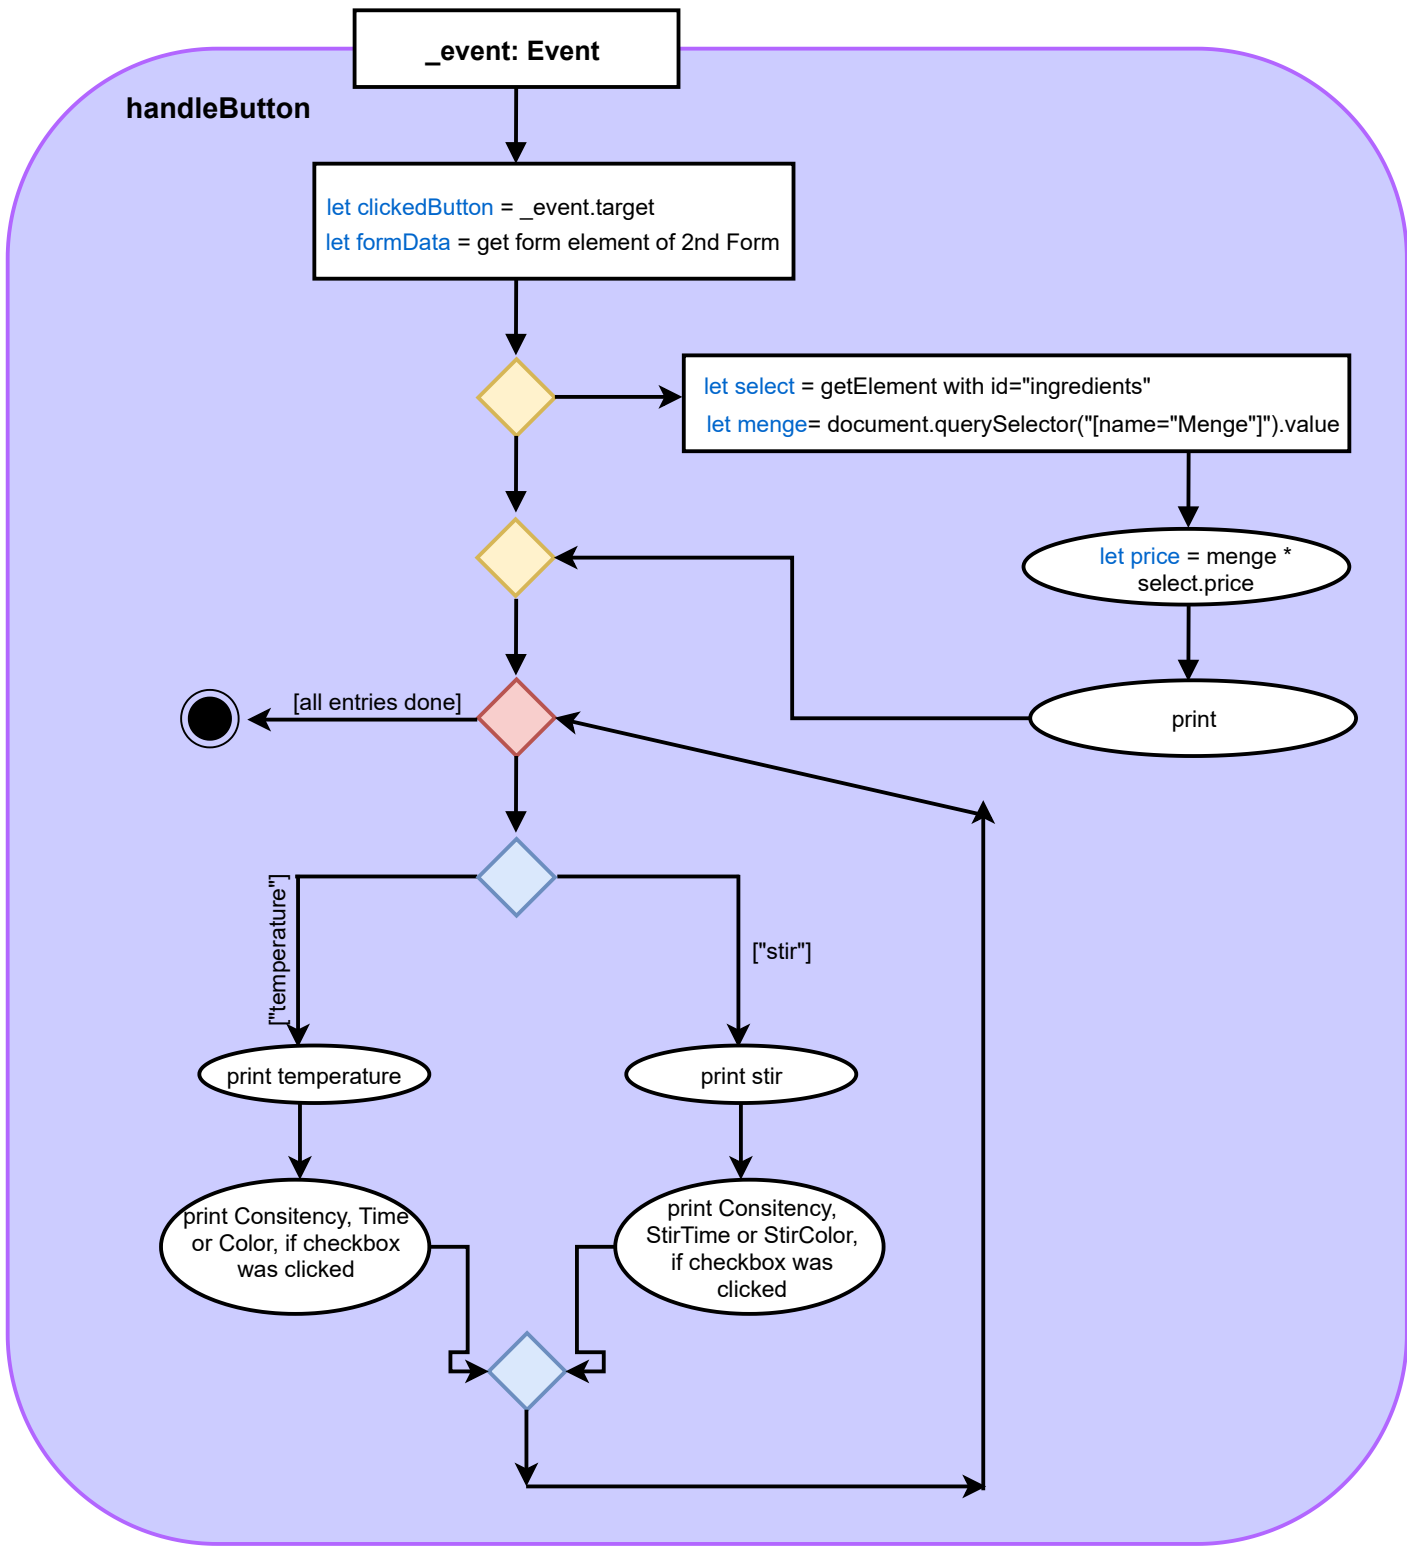 _event: Event
handleButton
let clickedButton = _event.target
let formData = get form element of 2nd Form
let select = getElement with id="ingredients"
let menge= document.querySelector("[name="Menge"]").value
let price = menge *
select.price
[all entries done]
print
["temperature"]
["stir"]
print temperature
print stir
print Consitency, Time
or Color, if checkbox
was clicked
print Consitency,
StirTime or StirColor,
if checkbox was
clicked